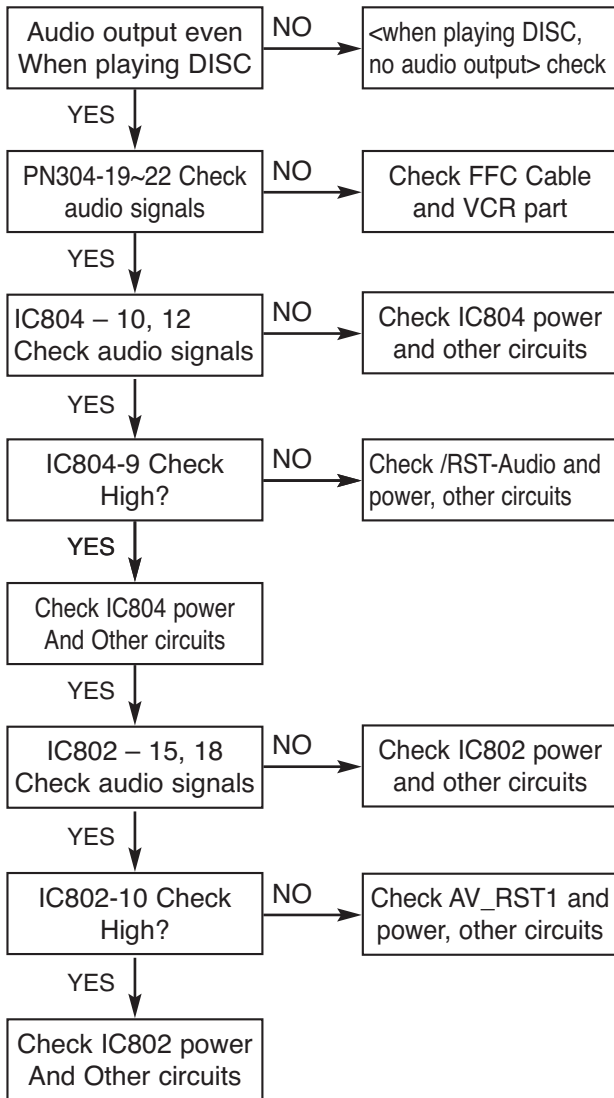 Audio output even
When playing DISC
NO
<when playing DISC,
no audio output> check
YES
PN304-19~22 Check
audio signals
NO
Check FFC Cable
and VCR part
YES
IC804 – 10, 12
Check audio signals
NO
Check IC804 power
and other circuits
YES
IC804-9 Check
High?
NO
Check /RST-Audio and
power, other circuits
YES
Check IC804 power
And Other circuits
YES
IC802 – 15, 18
Check audio signals
NO
Check IC802 power
and other circuits
YES
IC802-10 Check
High?
NO
Check AV_RST1 and
power, other circuits
YES
Check IC802 power
And Other circuits